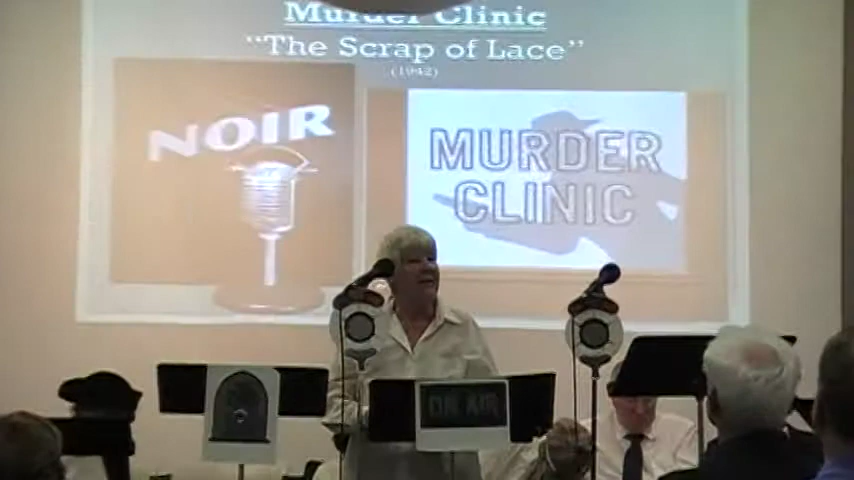 Murder Clinic
"The Scrap of Lace"
(1942)
NOIR
MURDER
CLINIC
ON AIR